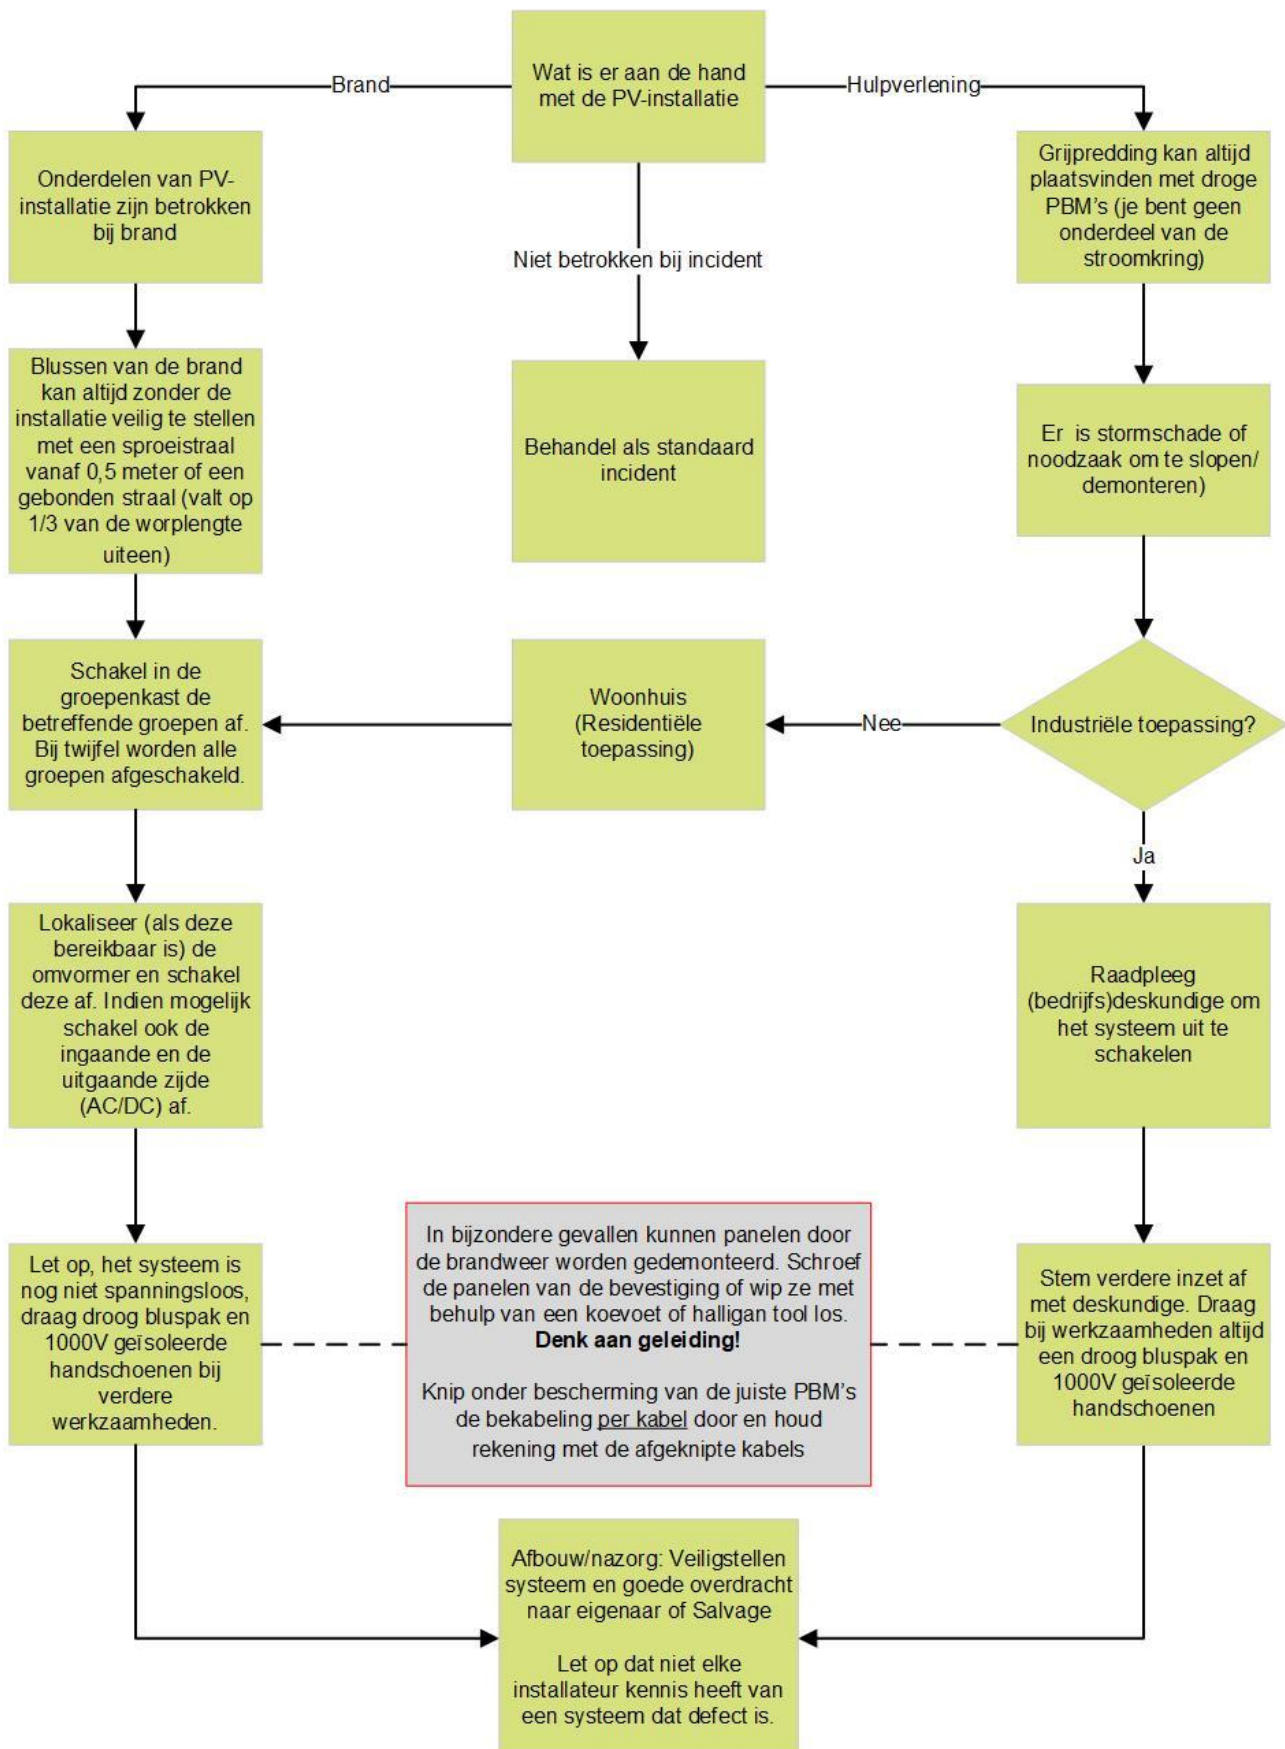 Wat is er aan de hand
met de PV-installatie
Brand
Hulpverlening
Niet betrokken bij incident
Onderdelen van PV-
installatie zijn betrokken
bij brand
Grijpredding kan altijd
plaatsvinden met droge
PBM's (je bent geen
onderdeel van de
stroomkring)
Blussen van de brand
kan altijd zonder de
installatie veilig te stellen
met een sproeistraal
vanaf 0,5 meter of een
gebonden straal (valt op
1/3 van de worplengte
uiteen)
Behandel als standaard
incident
Er is stormschade of
noodzaak om te slopen/
demonteren)
Schakel in de
groepenkast de
betreffende groepen af.
Bij twijfel worden alle
groepen afgeschakeld.
Woonhuis
(Residentiële
toepassing)
Nee
Industriële toepassing?
Ja
Lokaliseer (als deze
bereikbaar is) de
omvormer en schakel
deze af. Indien mogelijk
schakel ook de
ingaande en de
uitgaande zijde
(AC/DC) af.
Raadpleeg
(bedrijfs)deskundige om
het systeem uit te
schakelen
Let op, het systeem is
nog niet spanningsloos,
draag droog bluspak en
1000V geïsoleerde
handschoenen bij
verdere
werkzaamheden.
In bijzondere gevallen kunnen panelen door
de brandweer worden gedemonteerd. Schroef
de panelen van de bevestiging of wip ze met
behulp van een koevoet of halligan tool los.
Denk aan geleiding!
Knip onder bescherming van de juiste PBM's
de bekabeling per kabel door en houd
rekening met de afgeknipte kabels
Stem verdere inzet af
met deskundige. Draag
bij werkzaamheden altijd
een droog bluspak en
1000V geïsoleerde
handschoenen
Afbouw/nazorg: Veiligstellen
systeem en goede overdracht
naar eigenaar of Salvage
Let op dat niet elke
installateur kennis heeft van
een systeem dat defect is.